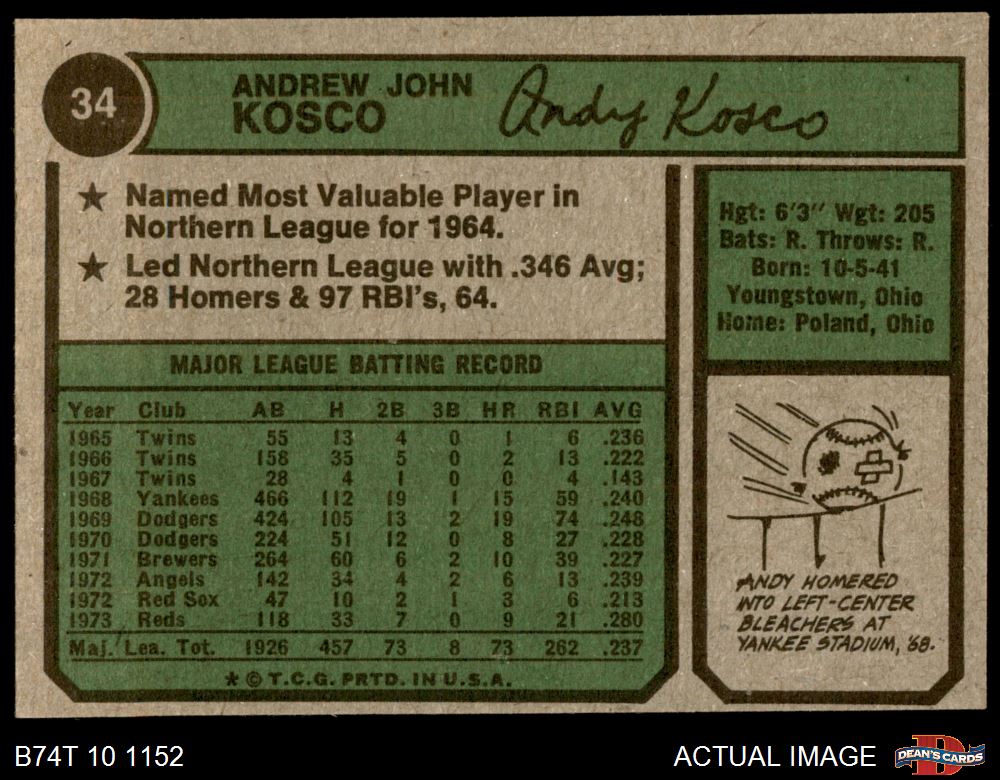 34
ANDREW JOHN
KOSCO
Andy Kosco
★ Named Most Valuable Player in
Northern League for 1964.
★ Led Northern League with .346 Avg;
28 Homers & 97 RBI's, 64.
Hgt: 6'3" Wgt: 205
Bats: R. Throws: R.
Born: 10-5-41
Youngstown, Ohio
Home: Poland, Ohio
MAJOR LEAGUE BATTING RECORD
Year Club AB H 2B 3B HR RBI AVG
1965 Twins 55 13 4 0 1 6 .236
1966 Twins 158 35 5 0 2 13 .222
1967 Twins 28 4 1 0 0 4 .143
1968 Yankees 466 112 19 1 15 59 .240
1969 Dodgers 424 105 13 2 19 74 .248
1970 Dodgers 224 51 12 0 8 27 .228
1971 Brewers 264 60 6 2 10 39 .227
1972 Angels 142 34 4 2 6 13 .239
1972 Red Sox 47 10 2 1 3 6 .213
1973 Reds 118 33 7 0 9 21 .280
Maj. Lea. Tot. 1926 457 73 8 73 262 .237
★ © T.C.G. PRTD. IN U.S.A.
ANDY HOMERED
INTO LEFT-CENTER
BLEACHERS AT
YANKEE STADIUM, '68.
B74T 10 1152
ACTUAL IMAGE
D
DEAN'S CARDS